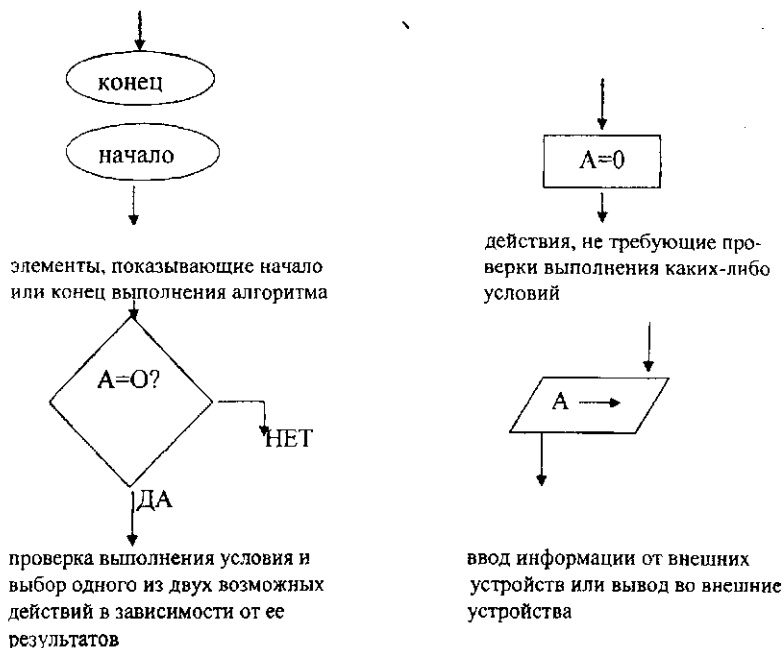 конец
начало
элементы, показывающие начало
или конец выполнения алгоритма
A=0
действия, не требующие про-
верки выполнения каких-либо
условий
A=O?
НЕТ
ДА
проверка выполнения условия и
выбор одного из двух возможных
действий в зависимости от ее
результатов
A
ввод информации от внешних
устройств или вывод во внешние
устройства